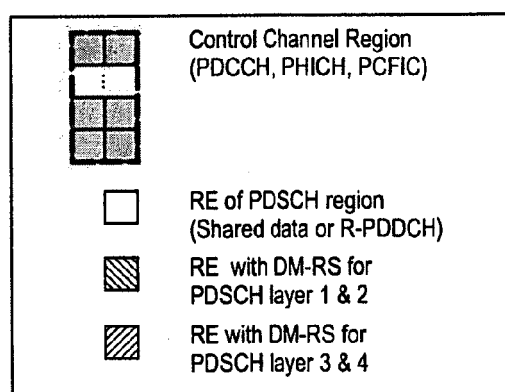 Control Channel Region
(PDCCH, PHICH, PCFIC)
RE of PDSCH region
(Shared data or R-PDDCH)
RE with DM-RS for
PDSCH layer 1 & 2
RE with DM-RS for
PDSCH layer 3 & 4